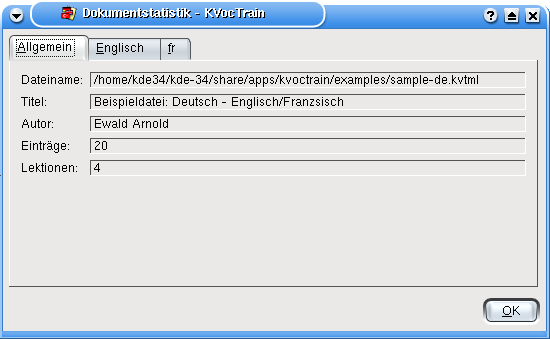 Dokumentstatistik - KVocTrain
Allgemein Englisch fr
Dateiname: /home/kde34/kde-34/share/apps/kvoctrain/examples/sample-de.kvtml
Titel: Beispieldatei: Deutsch - Englisch/Franzsisch
Autor: Ewald Arnold
Einträge: 20
Lektionen: 4
OK